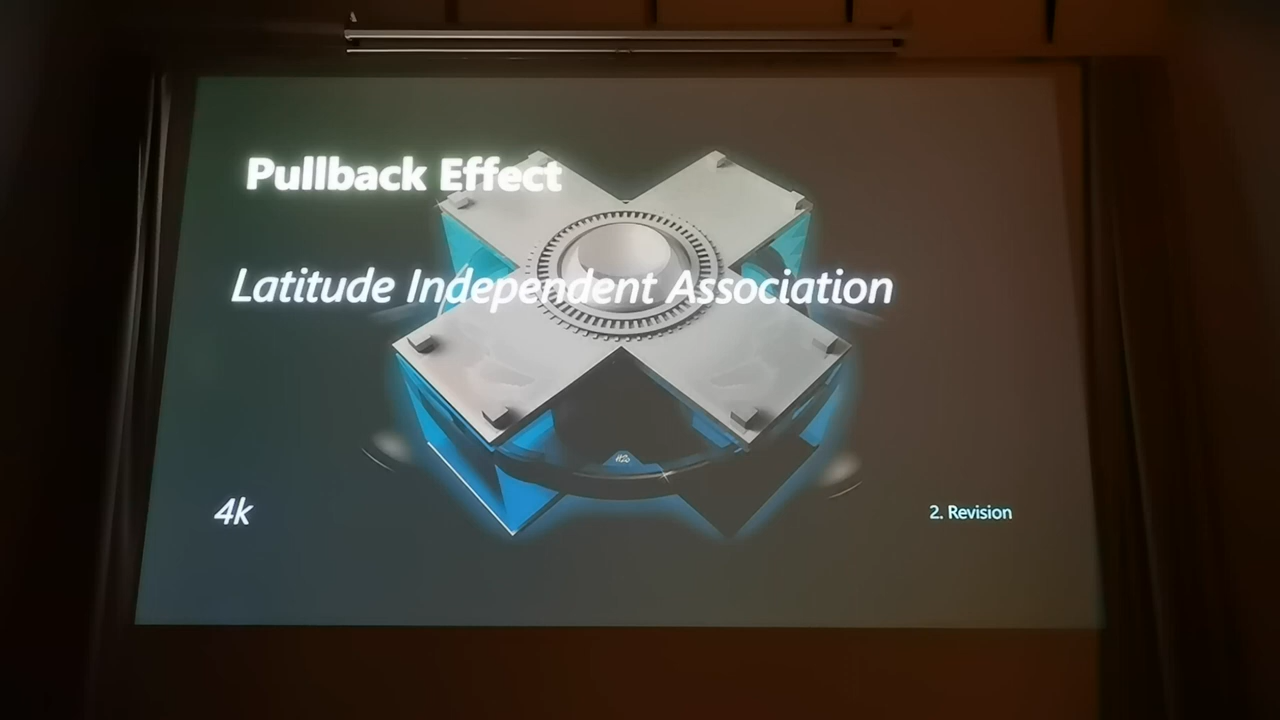 Pullback Effect
Latitude Independent Association
4k
2. Revision